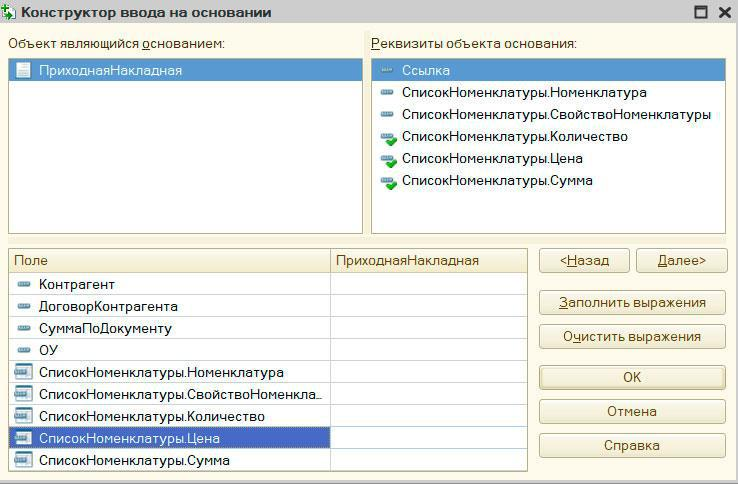 Конструктор ввода на основании
Объект являющийся основанием:
Реквизиты объекта основания:
ПриходнаяНакладная
Ссылка
СписокНоменклатуры.Номенклатура
СписокНоменклатуры.СвойствоНоменклатуры
СписокНоменклатуры.Количество
СписокНоменклатуры.Цена
СписокНоменклатуры.Сумма
Поле
ПриходнаяНакладная
Контрагент
ДоговорКонтрагента
СуммаПоДокументу
ОУ
СписокНоменклатуры.Номенклатура
СписокНоменклатуры.СвойствоНоменкла...
СписокНоменклатуры.Количество
СписокНоменклатуры.Цена
СписокНоменклатуры.Сумма
<Назад
Далее>
Заполнить выражения
Очистить выражения
ОК
Отмена
Справка